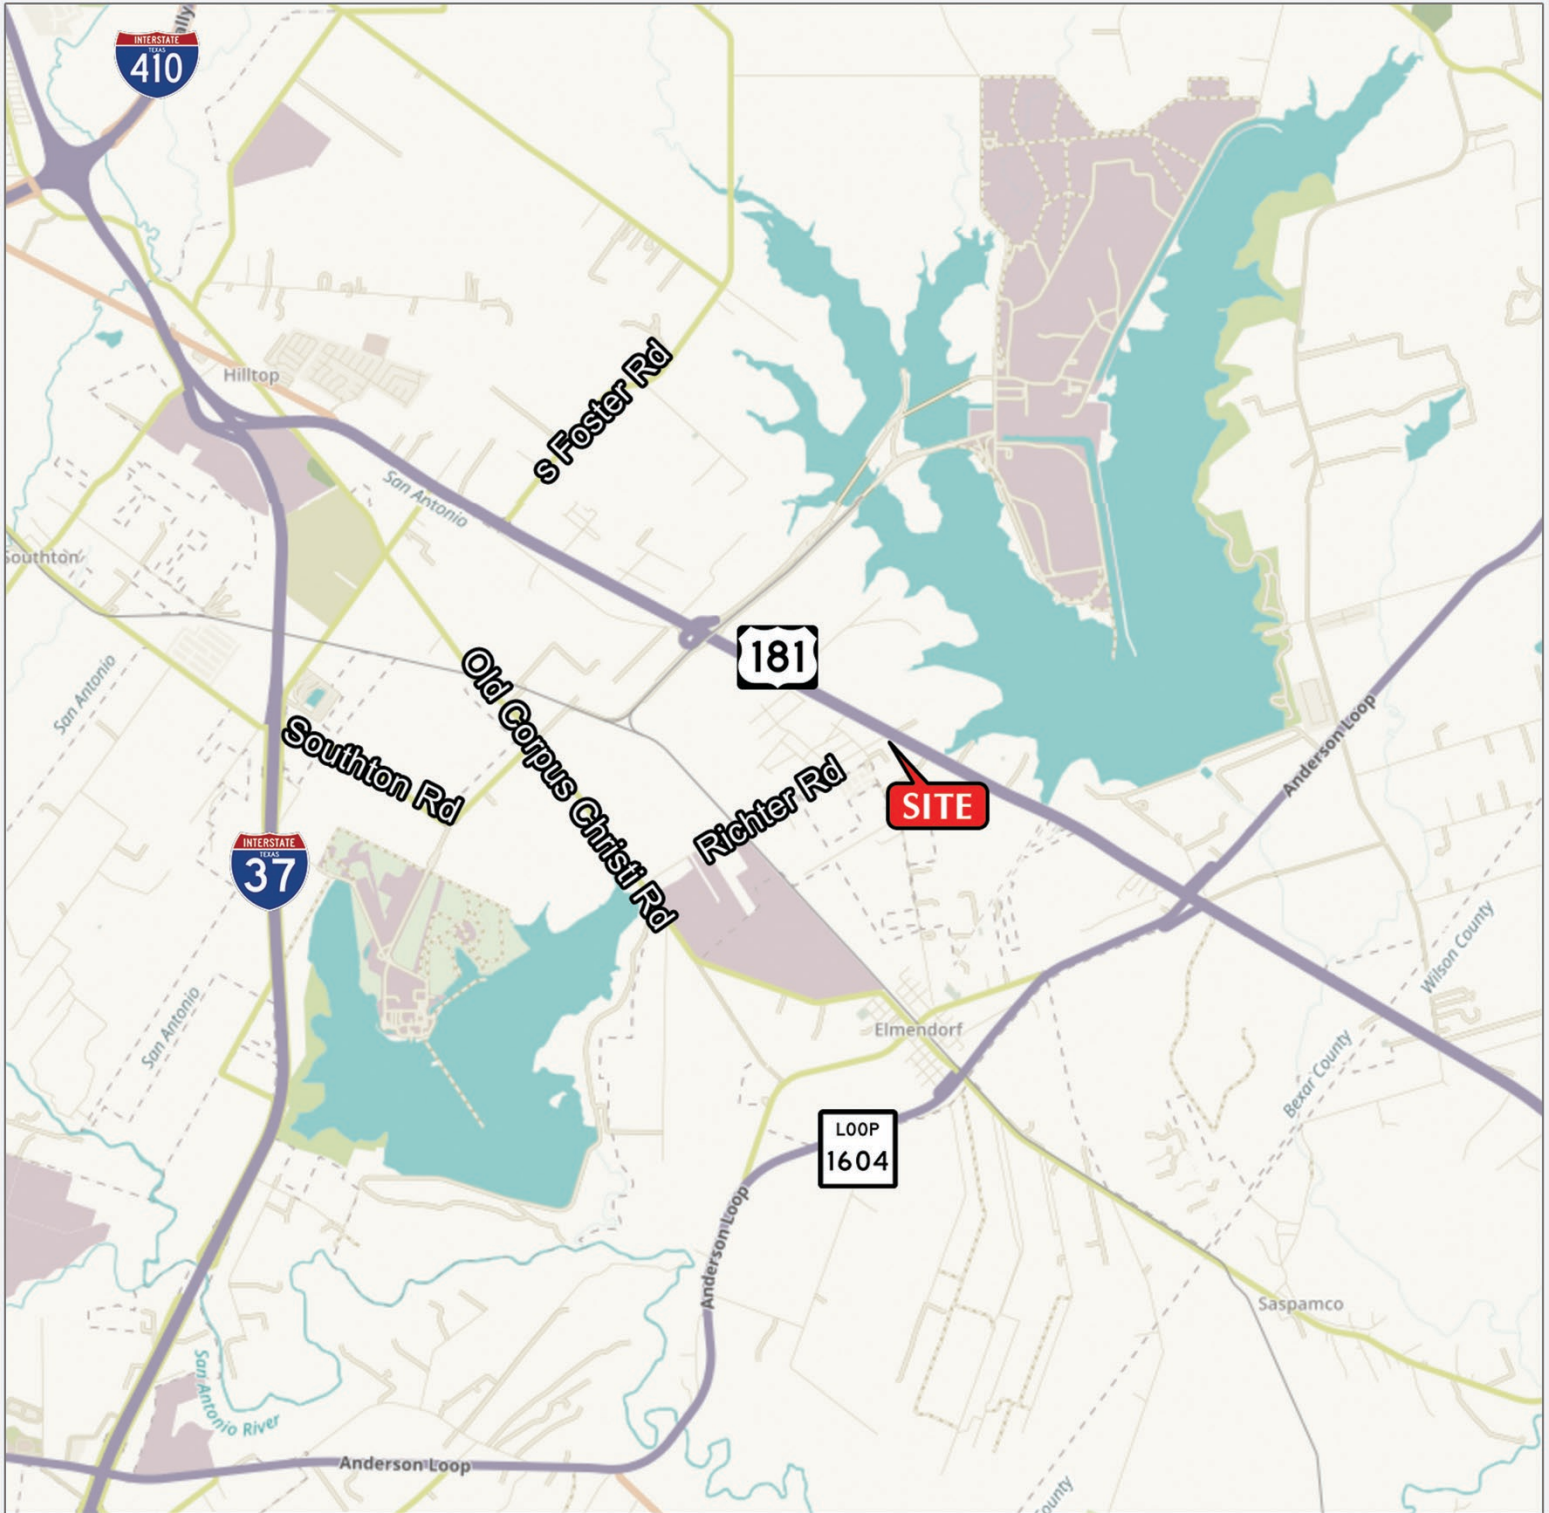 INTERSTATE
TEXAS
410
Hilltop
s Foster Rd
San Antonio
Southton
181
Old Corpus Christi Rd
San Antonio
Southton Rd
Anderson Loop
Richter Rd
SITE
INTERSTATE
TEXAS
37
Wilson County
San Antonio
Elmendorf
Bexar County
LOOP
1604
Anderson Loop
Saspamco
San Antonio River
Anderson Loop